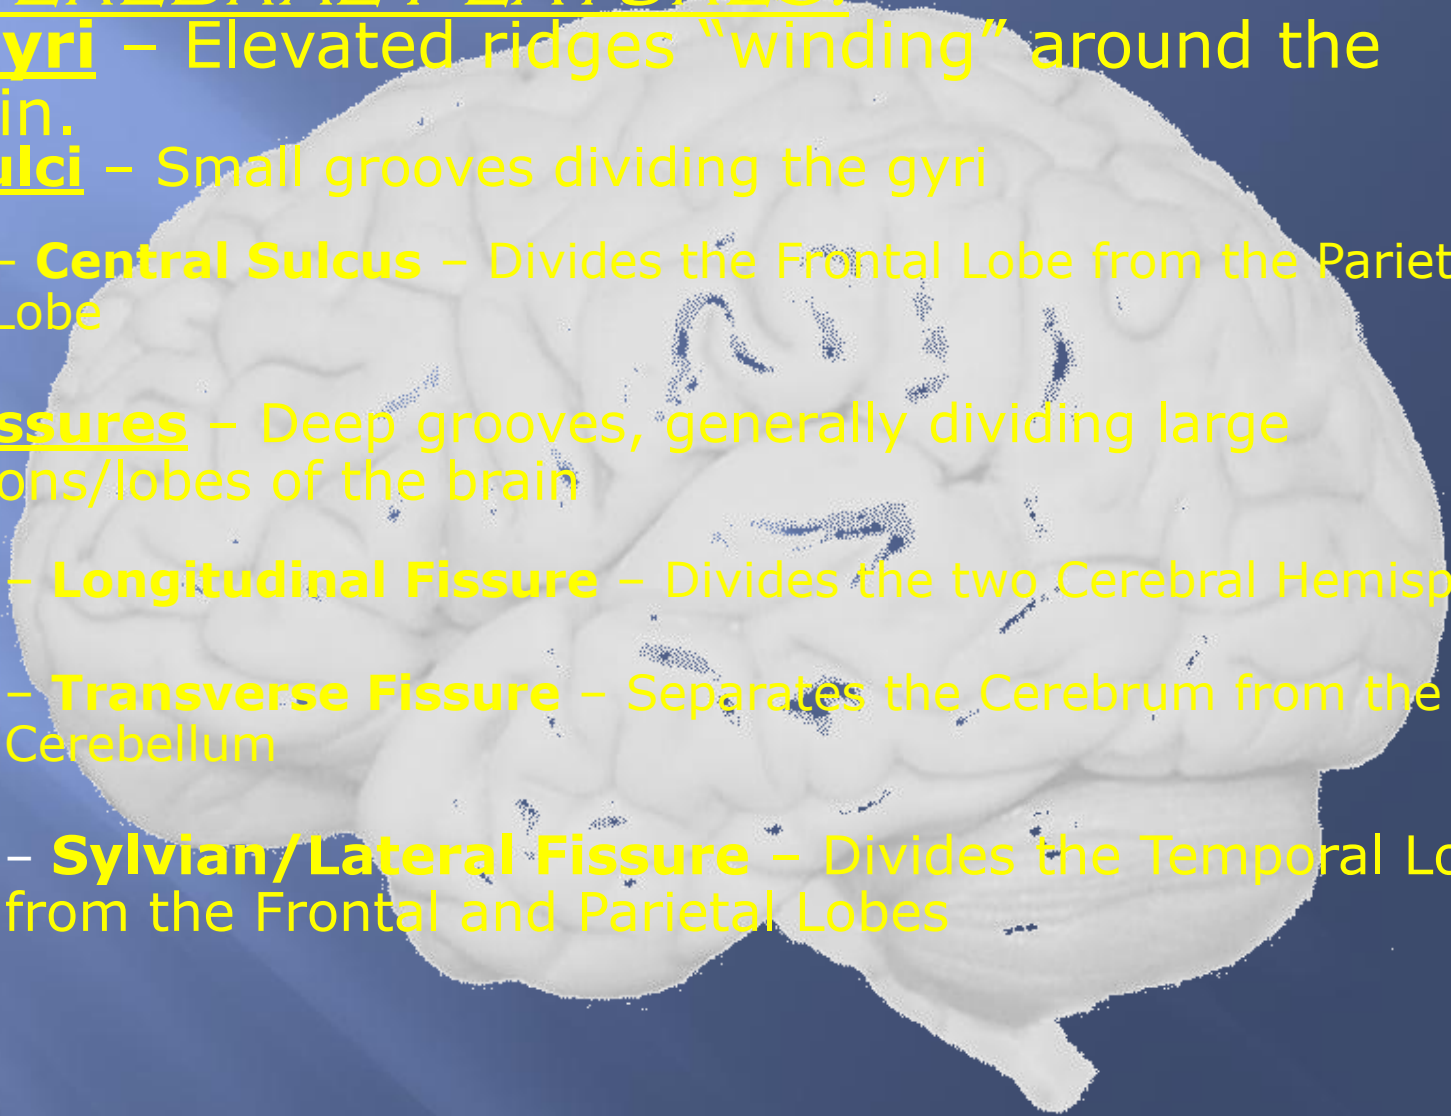 CEREBRAL FEATURES:
yri – Elevated ridges “winding” around the
in.
ulci – Small grooves dividing the gyri
– Central Sulcus – Divides the Frontal Lobe from the Pariet
Lobe
ssures – Deep grooves, generally dividing large
ons/lobes of the brain
– Longitudinal Fissure – Divides the two Cerebral Hemisp
– Transverse Fissure – Separates the Cerebrum from the
Cerebellum
– Sylvian/Lateral Fissure – Divides the Temporal Lo
from the Frontal and Parietal Lobes